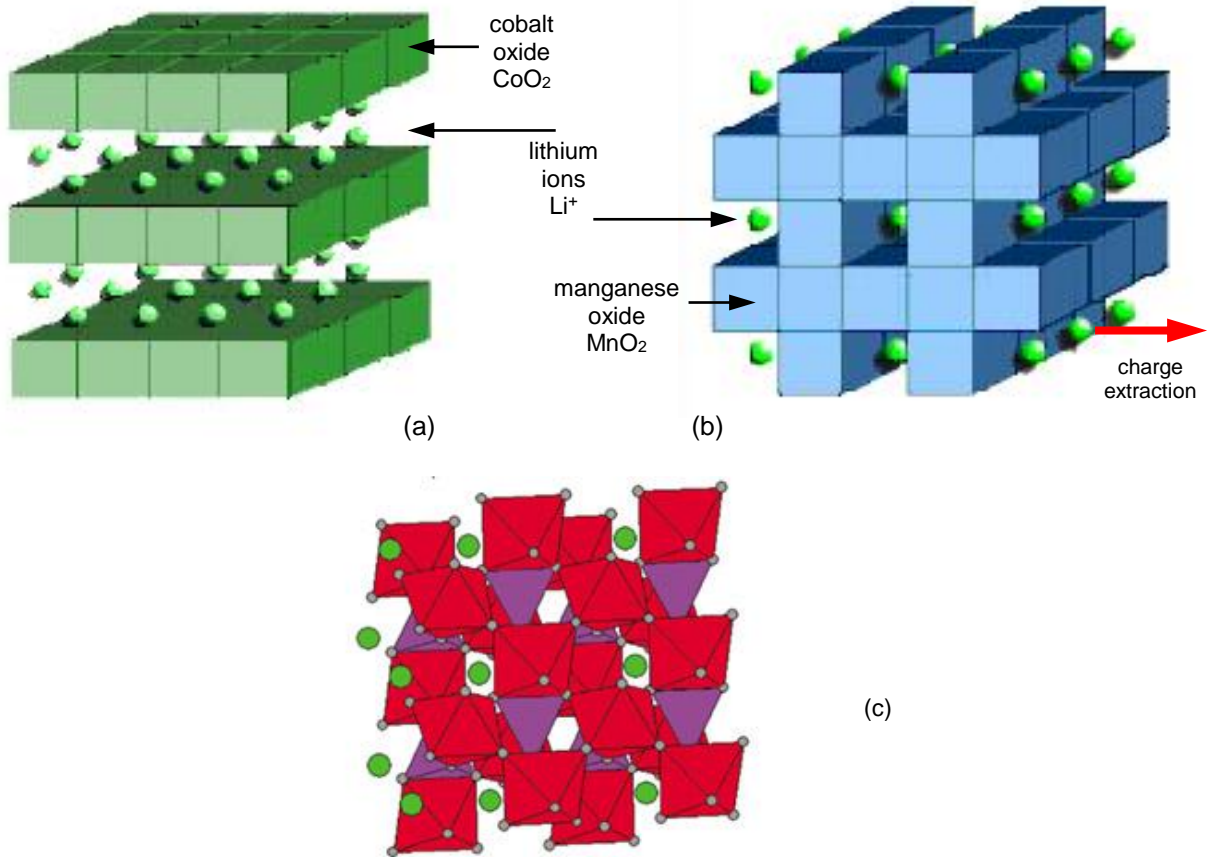 cobalt
oxide
CoO₂
lithium
ions
Li⁺
manganese
oxide
MnO₂
charge
extraction
(a)
(b)
(c)